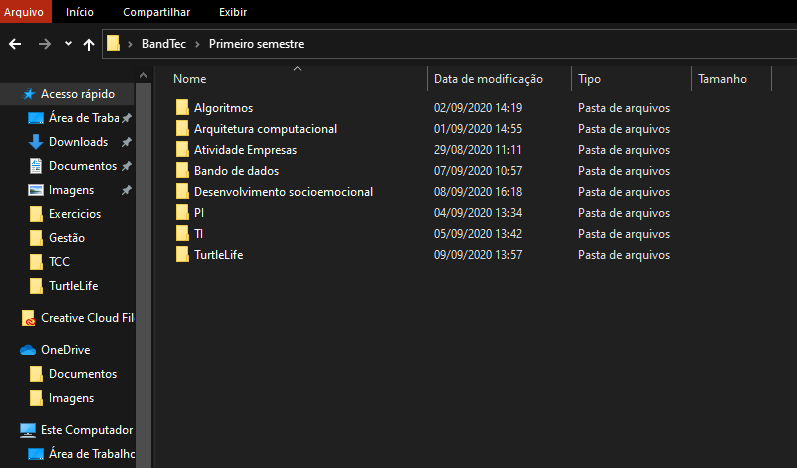 Arquivo Início Compartilhar Exibir
BandTec Primeiro semestre
Nome Data de modificação Tipo Tamanho
Acesso rápido
Área de Traba
Downloads
Documentos
Imagens
Exercicios
Gestão
TCC
TurtleLife
Creative Cloud File
OneDrive
Documentos
Imagens
Este Computador
Área de Trabalho
Algoritmos 02/09/2020 14:19 Pasta de arquivos
Arquitetura computacional 01/09/2020 14:55 Pasta de arquivos
Atividade Empresas 29/08/2020 11:11 Pasta de arquivos
Bando de dados 07/09/2020 10:57 Pasta de arquivos
Desenvolvimento socioemocional 08/09/2020 16:18 Pasta de arquivos
PI 04/09/2020 13:34 Pasta de arquivos
TI 05/09/2020 13:42 Pasta de arquivos
TurtleLife 09/09/2020 13:57 Pasta de arquivos